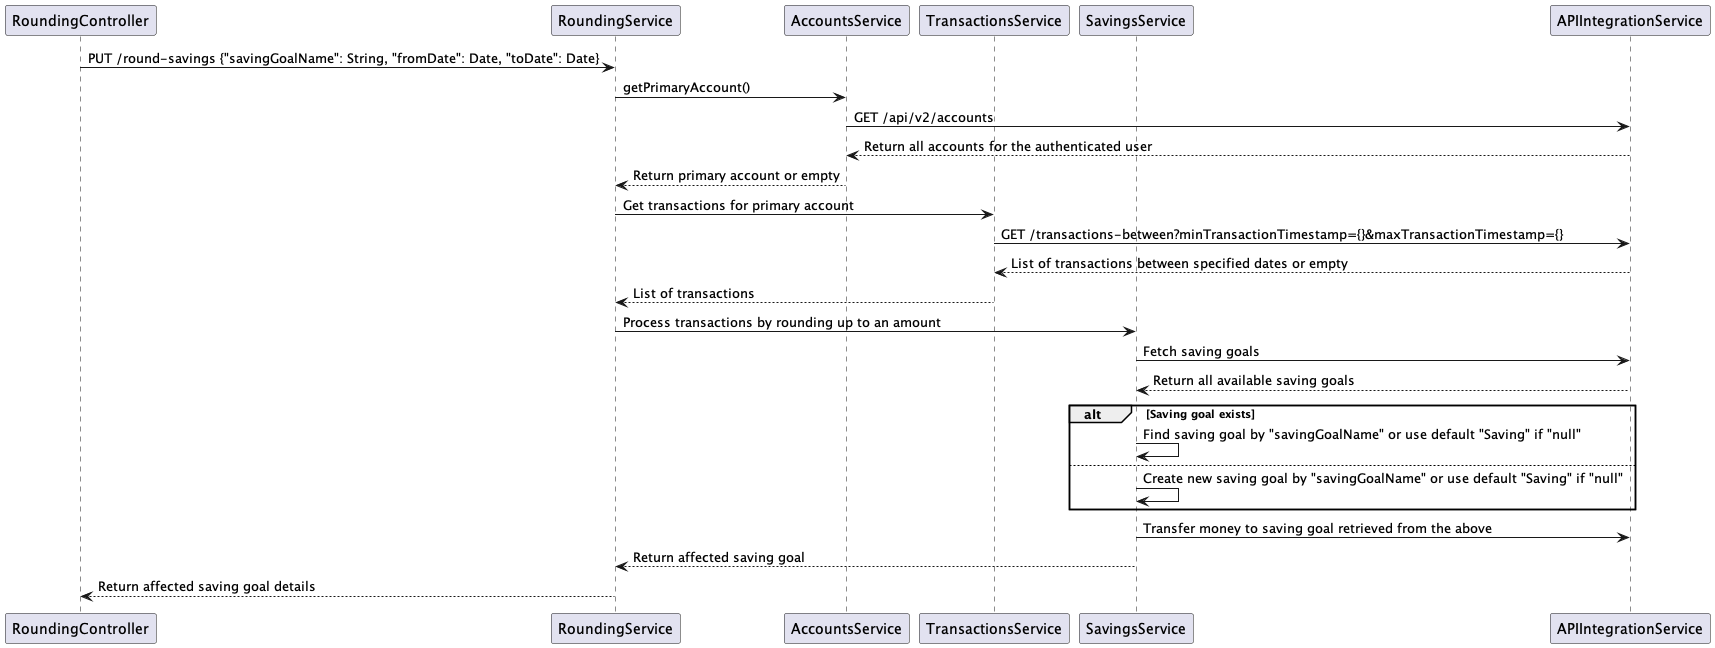 RoundingController
RoundingService
AccountsService
TransactionsService
SavingsService
APIIntegrationService
PUT /round-savings {"savingGoalName": String, "fromDate": Date, "toDate": Date}
getPrimaryAccount()
GET /api/v2/accounts
Return all accounts for the authenticated user
Return primary account or empty
Get transactions for primary account
GET /transactions-between?minTransactionTimestamp={}&maxTransactionTimestamp={}
List of transactions between specified dates or empty
List of transactions
Process transactions by rounding up to an amount
Fetch saving goals
Return all available saving goals
alt
[Saving goal exists]
Find saving goal by "savingGoalName" or use default "Saving" if "null"
Create new saving goal by "savingGoalName" or use default "Saving" if "null"
Transfer money to saving goal retrieved from the above
Return affected saving goal
Return affected saving goal details
RoundingController
RoundingService
AccountsService
TransactionsService
SavingsService
APIIntegrationService